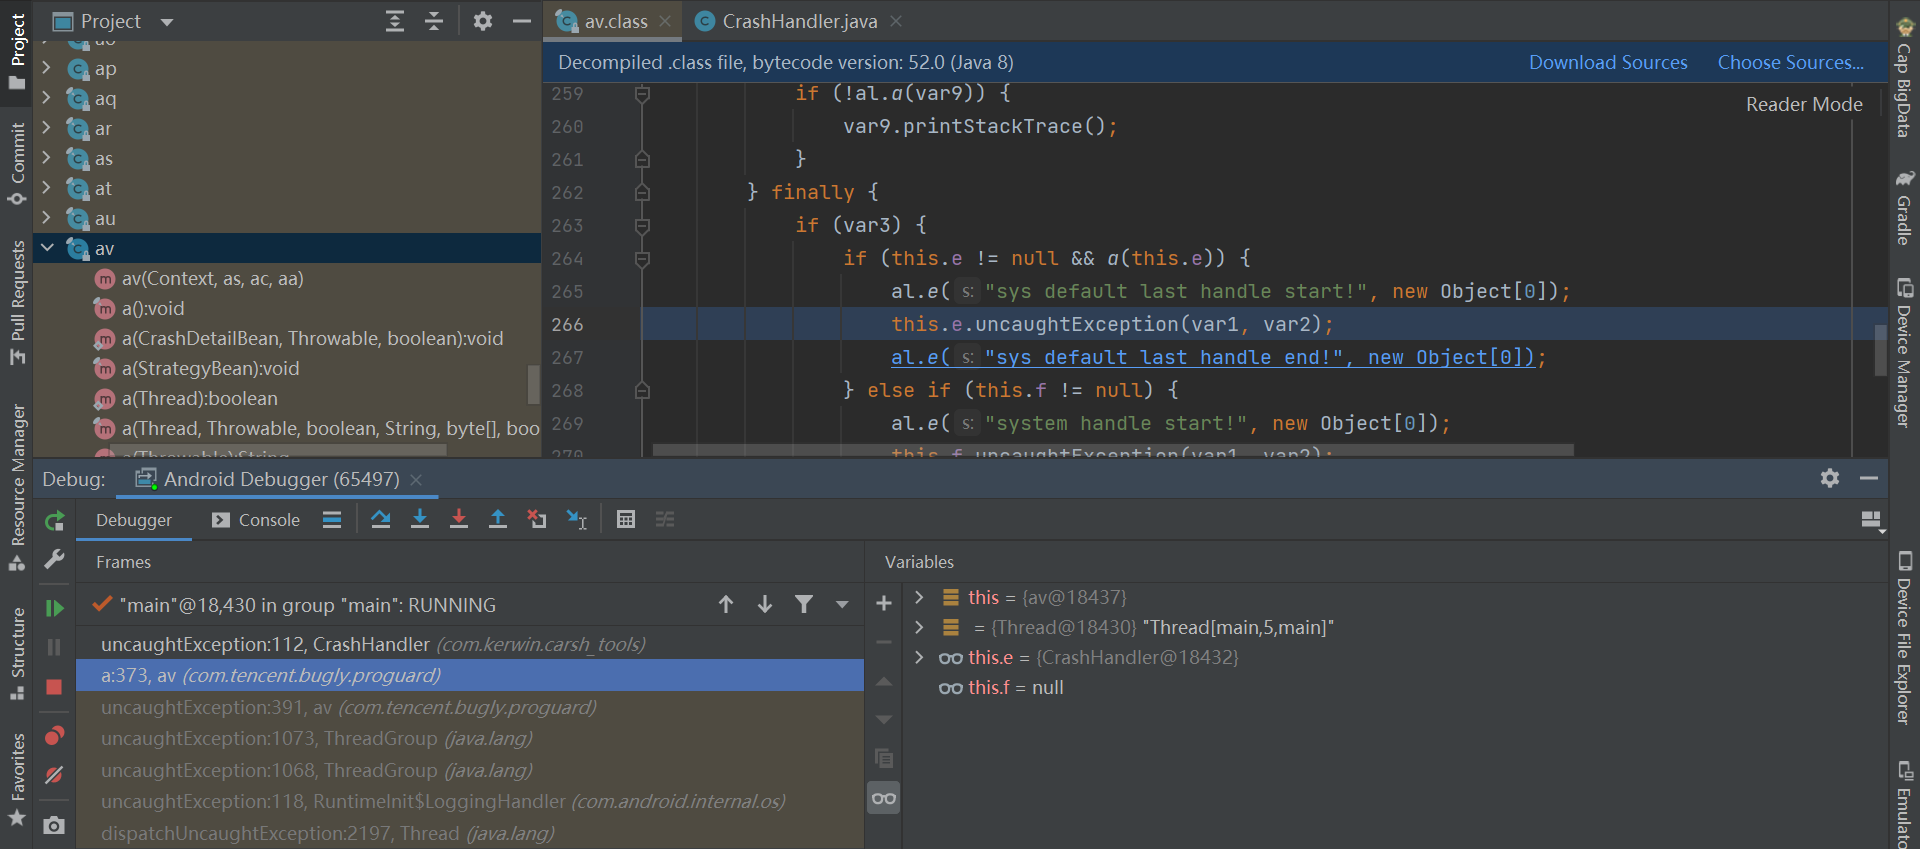 Project
av.class
CrashHandler.java
Decompiled .class file, bytecode version: 52.0 (Java 8)
Download Sources
Choose Sources...
Reader Mode
ap
aq
ar
as
at
au
av
av(Context, as, ac, aa)
a():void
a(CrashDetailBean, Throwable, boolean):void
a(StrategyBean):void
a(Thread):boolean
a(Thread, Throwable, boolean, String, byte[], boo
a(Throwable):String
259 if (!al.a(var9)) {
260 var9.printStackTrace();
261 }
262 } finally {
263 if (var3) {
264 if (this.e != null && a(this.e)) {
265 al.e( s: "sys default last handle start!", new Object[0]);
266 this.e.uncaughtException(var1, var2);
267 al.e( s: "sys default last handle end!", new Object[0]);
268 } else if (this.f != null) {
269 al.e( s: "system handle start!", new Object[0]);
270 this.f.uncaughtException(var1, var2);
Debug:
Android Debugger (65497)
Debugger
Console
Frames
Variables
"main"@18,430 in group "main": RUNNING
uncaughtException:112, CrashHandler (com.kerwin.carsh_tools)
a:373, av (com.tencent.bugly.proguard)
uncaughtException:391, av (com.tencent.bugly.proguard)
uncaughtException:1073, ThreadGroup (java.lang)
uncaughtException:1068, ThreadGroup (java.lang)
uncaughtException:118, RuntimeInit$LoggingHandler (com.android.internal.os)
dispatchUncaughtException:2197, Thread (java.lang)
this = {av@18437}
= {Thread@18430} "Thread[main,5,main]"
this.e = {CrashHandler@18432}
this.f = null
Project
Commit
Pull Requests
Resource Manager
Structure
Favorites
Cap BigData
Gradle
Device Manager
Device File Explorer
Emulato